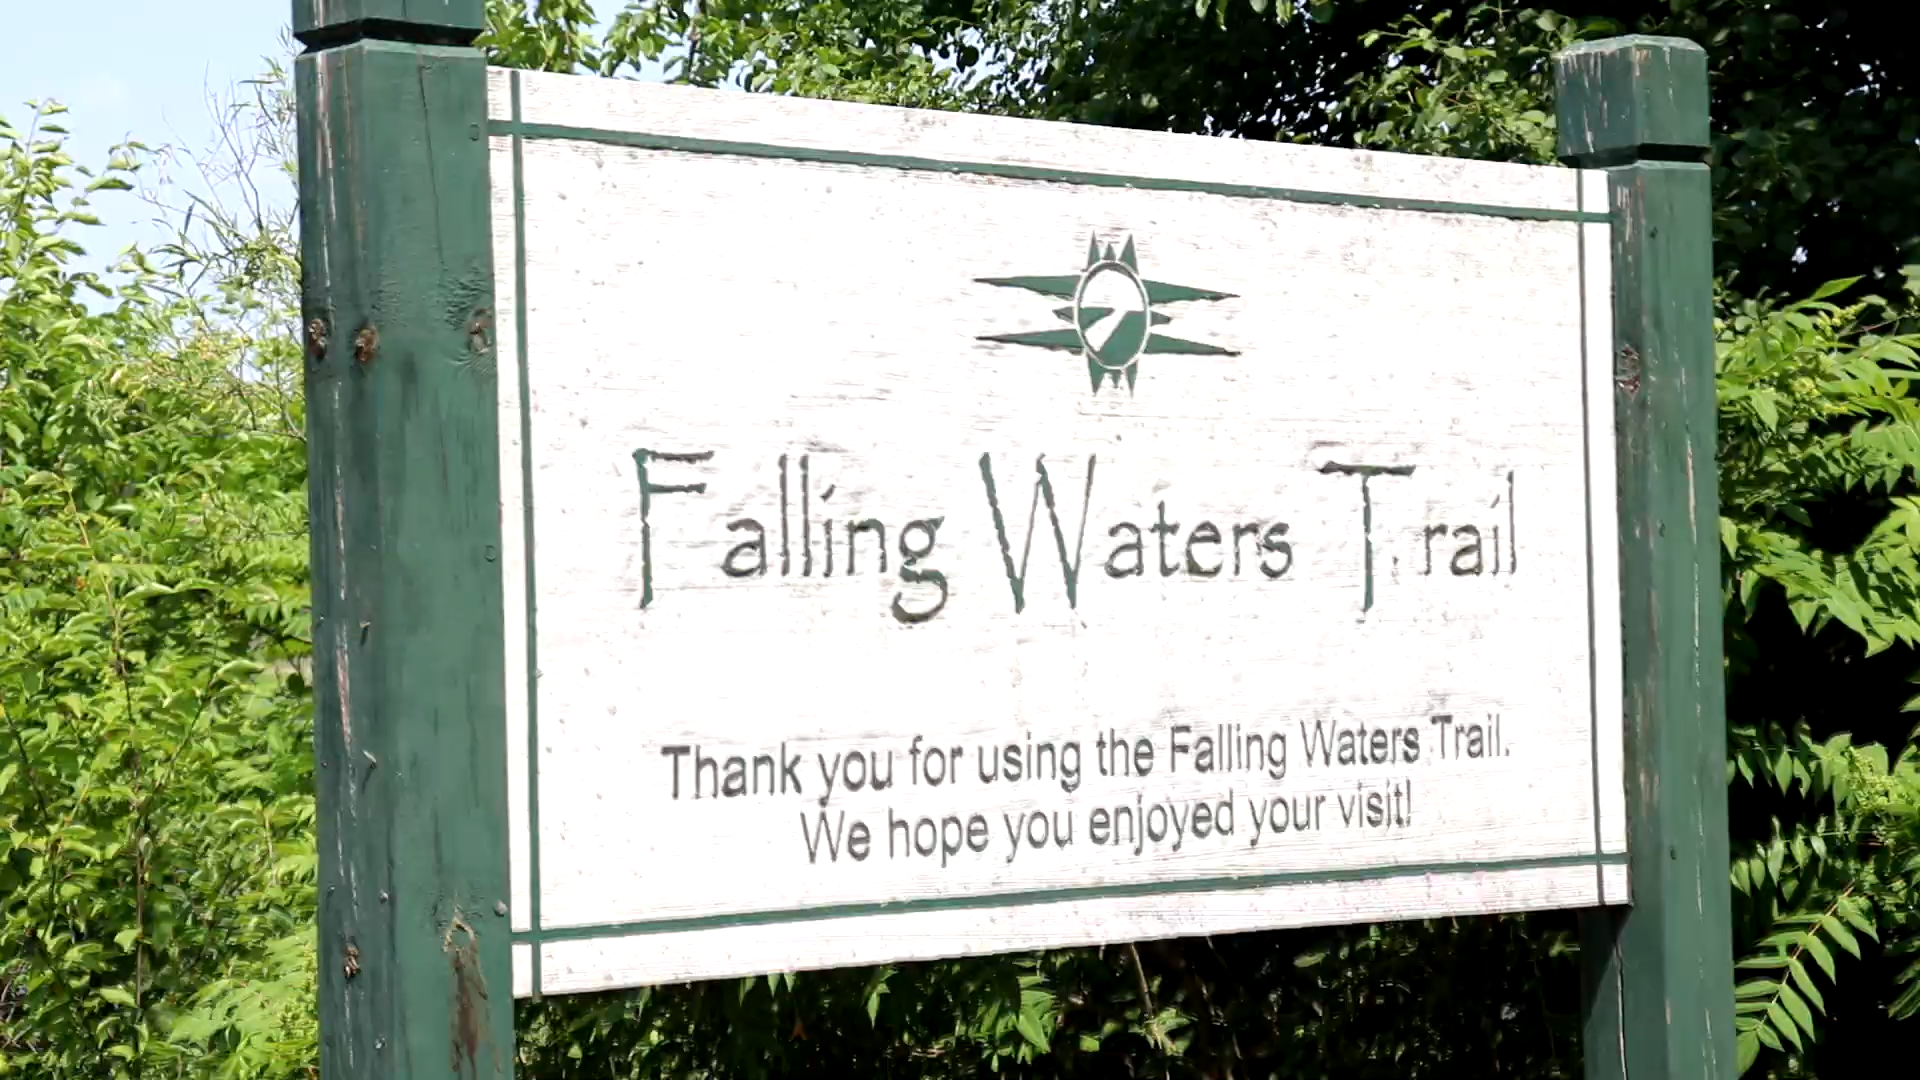 Falling Waters Trail
Thank you for using the Falling Waters Trail.
We hope you enjoyed your visit!